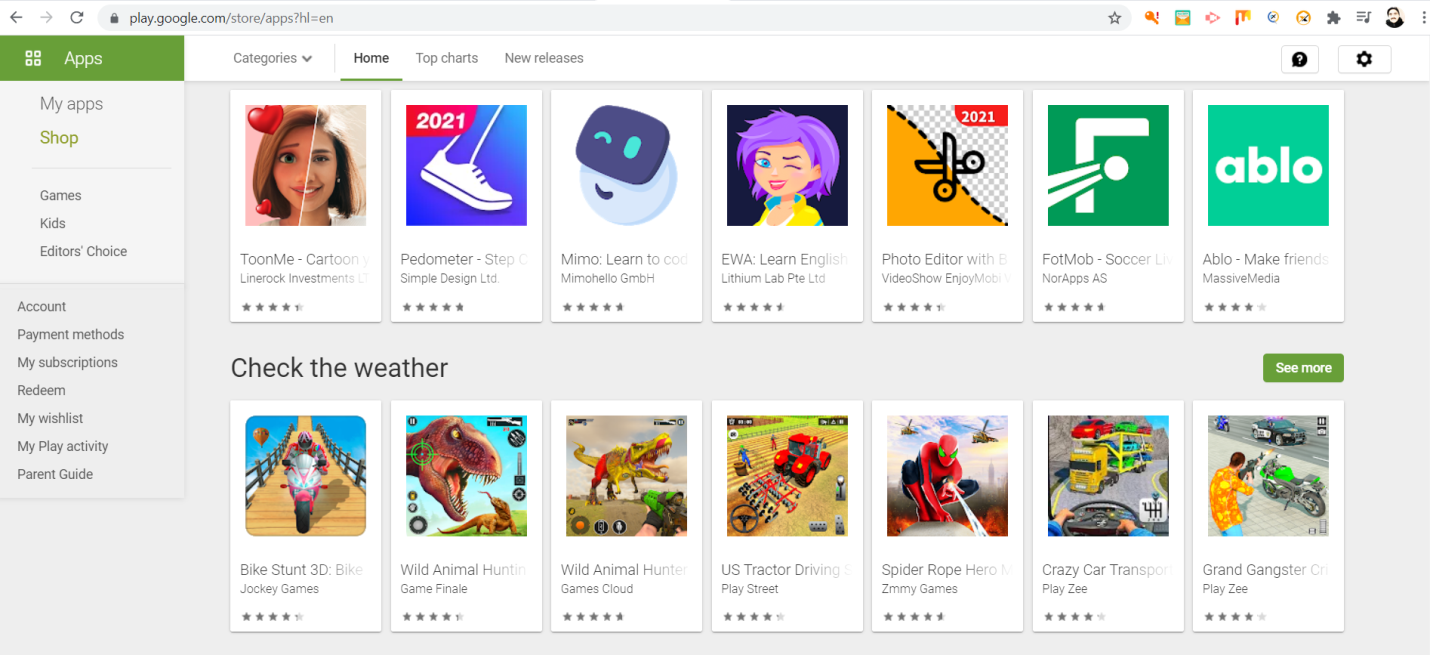 play.google.com/store/apps?hl=en
Apps
Categories
Home
Top charts
New releases
My apps
Shop
Games
Kids
Editors' Choice
Account
Payment methods
My subscriptions
Redeem
My wishlist
My Play activity
Parent Guide
2021
2021
ablo
ToonMe - Cartoon y
Linerock Investments LT
Pedometer - Step C
Simple Design Ltd.
Mimo: Learn to cod
Mimohello GmbH
EWA: Learn English
Lithium Lab Pte Ltd
Photo Editor with B
VideoShow EnjoyMobi V
FotMob - Soccer Liv
NorApps AS
Ablo - Make friends
MassiveMedia
Check the weather
See more
Bike Stunt 3D: Bike
Jockey Games
Wild Animal Huntin
Game Finale
Wild Animal Hunter
Games Cloud
US Tractor Driving S
Play Street
Spider Rope Hero M
Zmmy Games
Crazy Car Transport
Play Zee
Grand Gangster Cri
Play Zee